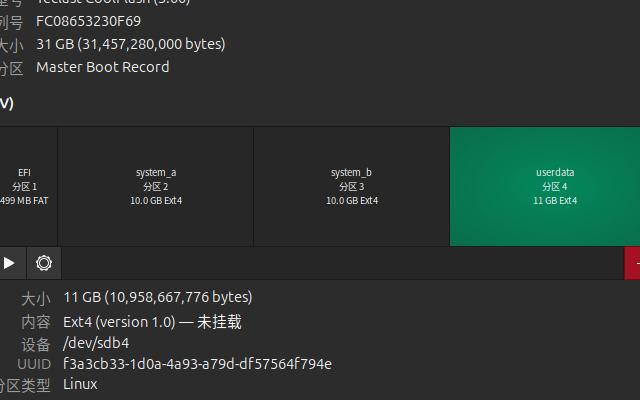 型号 Teclast CoolFlash (5.00)
列号 FC08653230F69
大小 31 GB (31,457,280,000 bytes)
分区 Master Boot Record
V)
EFI
分区 1
499 MB FAT
system_a
分区 2
10.0 GB Ext4
system_b
分区 3
10.0 GB Ext4
userdata
分区 4
11 GB Ext4
大小 11 GB (10,958,667,776 bytes)
内容 Ext4 (version 1.0) — 未挂载
设备 /dev/sdb4
UUID f3a3cb33-1d0a-4a93-a79d-df57564f794e
分区类型 Linux